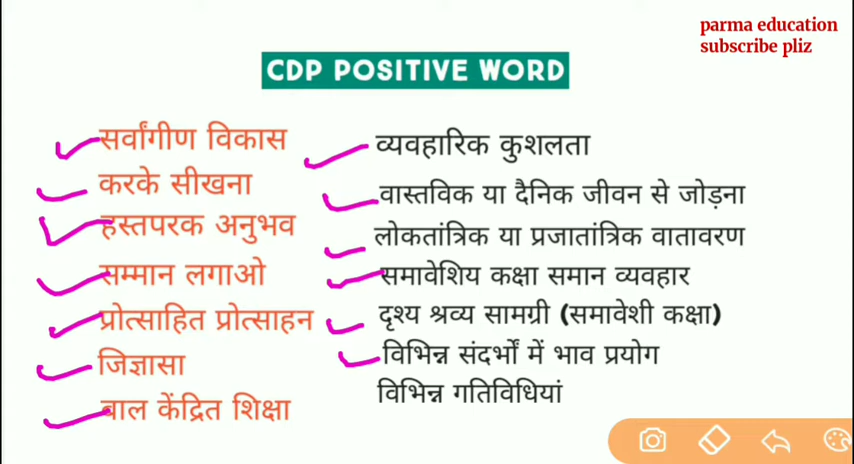 parma education
subscribe pliz
CDP POSITIVE WORD
सर्वांगीण विकास
करके सीखना
हस्तपरक अनुभव
सम्मान लगाओ
प्रोत्साहित प्रोत्साहन
जिज्ञासा
बाल केंद्रित शिक्षा
व्यवहारिक कुशलता
वास्तविक या दैनिक जीवन से जोड़ना
लोकतांत्रिक या प्रजातांत्रिक वातावरण
समावेशिय कक्षा समान व्यवहार
दृश्य श्रव्य सामग्री (समावेशी कक्षा)
विभिन्न संदर्भों में भाव प्रयोग
विभिन्न गतिविधियां